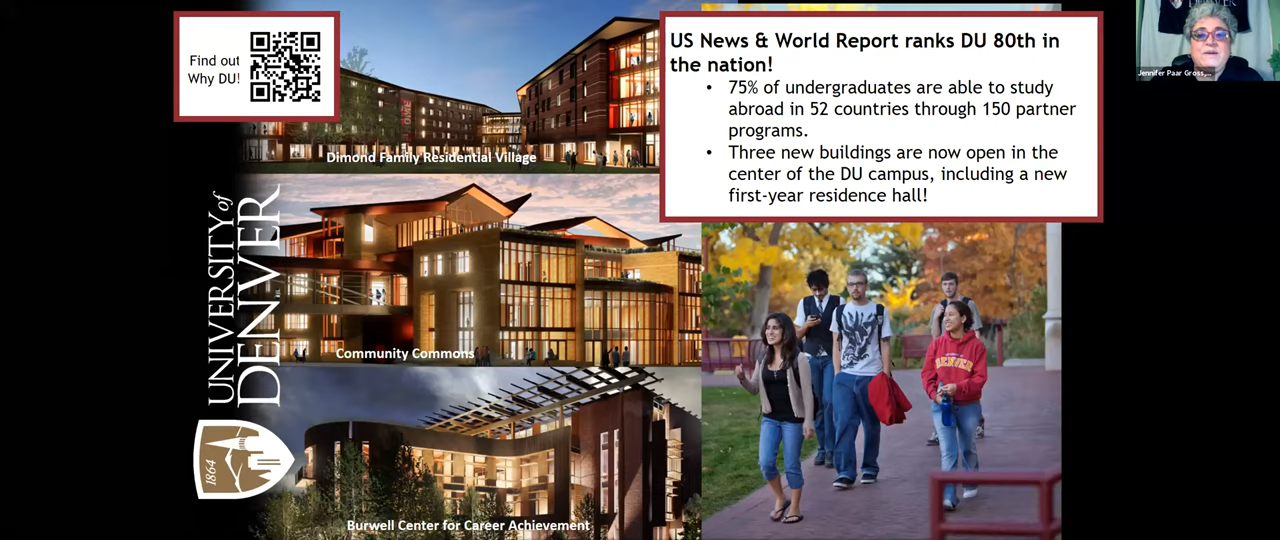 Find out
Why DU!
US News & World Report ranks DU 80th in
the nation!
• 75% of undergraduates are able to study
abroad in 52 countries through 150 partner
programs.
• Three new buildings are now open in the
center of the DU campus, including a new
first-year residence hall!
DENVER
Jennifer Paar Gross,...
Dimond Family Residential Village
UNIVERSITY of
DENVER
1864
Community Commons
DENVER
Burwell Center for Career Achievement